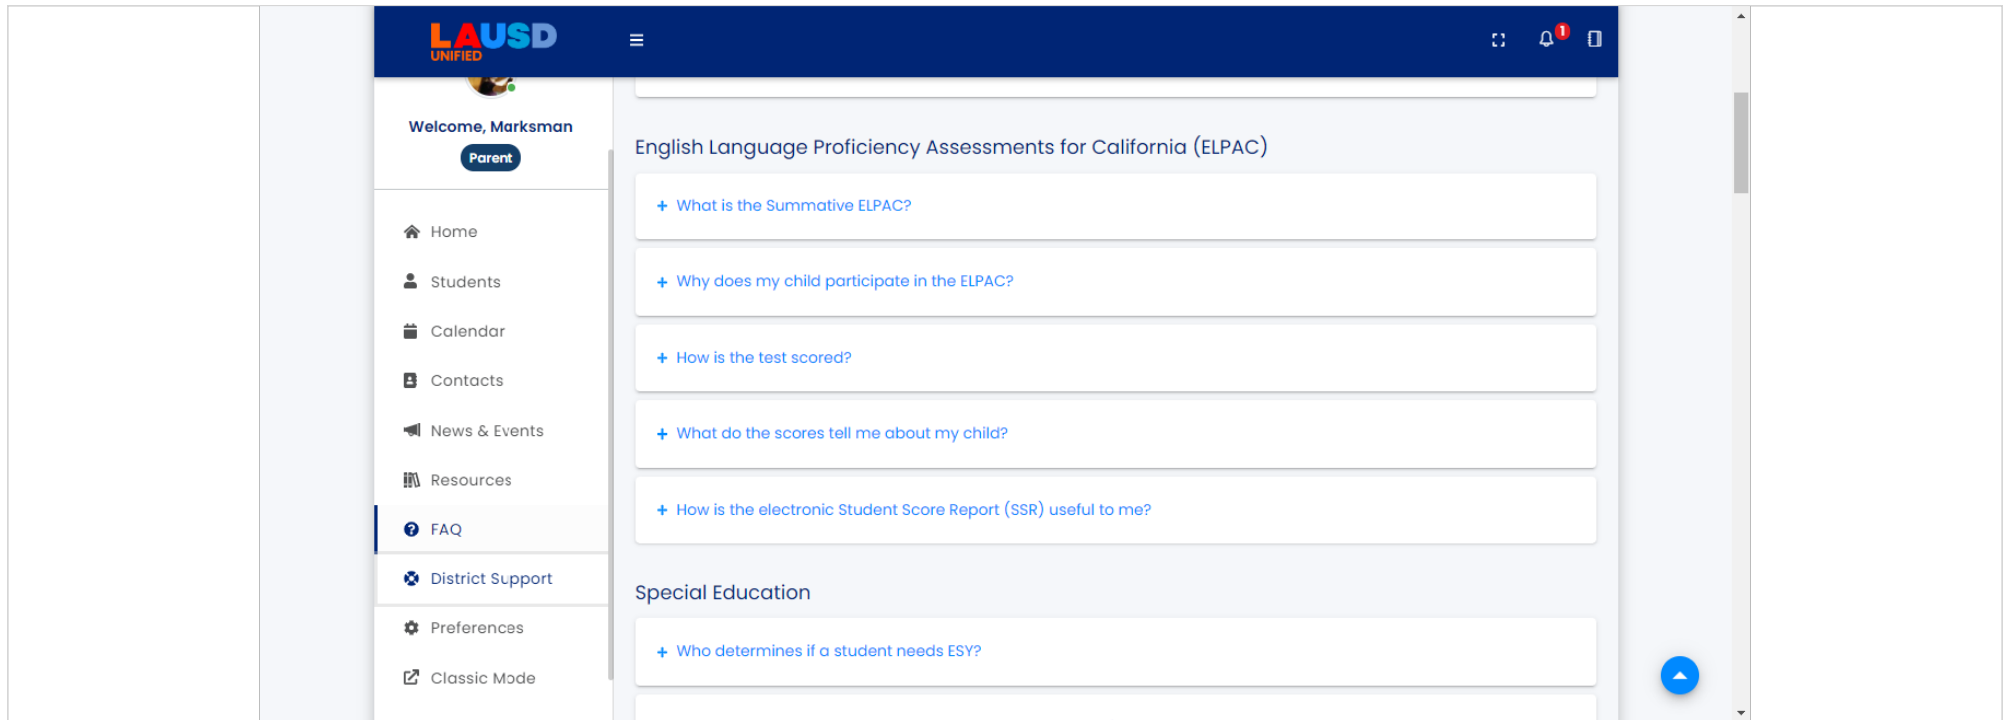 LAUSD
UNIFIED
1
Welcome, Marksman
Parent
Home
Students
Calendar
Contacts
News & Events
Resources
FAQ
District Support
Preferences
Classic Mode
English Language Proficiency Assessments for California (ELPAC)
+ What is the Summative ELPAC?
+ Why does my child participate in the ELPAC?
+ How is the test scored?
+ What do the scores tell me about my child?
+ How is the electronic Student Score Report (SSR) useful to me?
Special Education
+ Who determines if a student needs ESY?